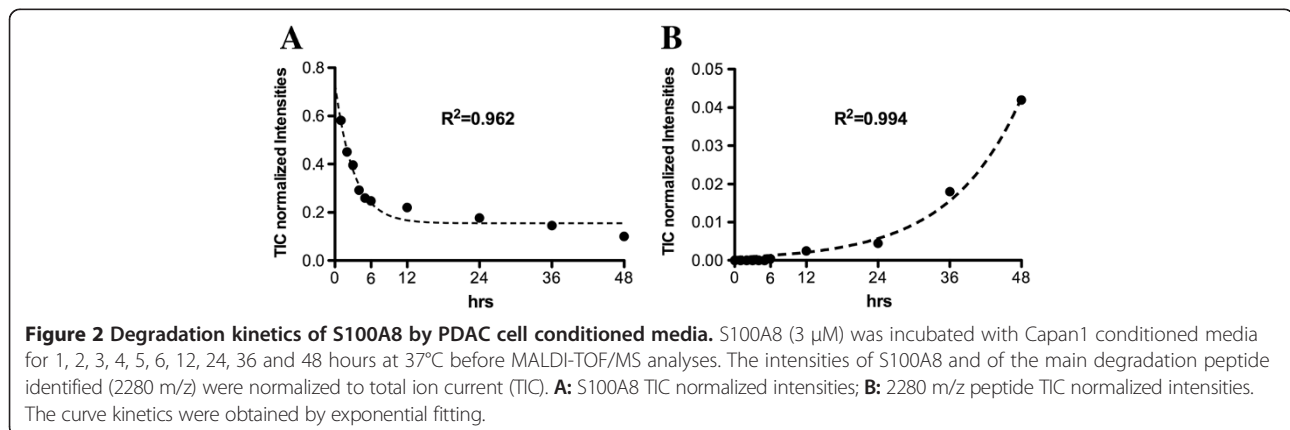 A
B
TIC normalized Intensities
0.8
0.6
0.4
0.2
0.0
R²=0.962
0 6 12 24 36 48
hrs
TIC normalized intensities
0.05
0.04
0.03
0.02
0.01
0.00
R²=0.994
0 6 12 24 36 48
hrs
Figure 2 Degradation kinetics of S100A8 by PDAC cell conditioned media. S100A8 (3 μM) was incubated with Capan1 conditioned media
for 1, 2, 3, 4, 5, 6, 12, 24, 36 and 48 hours at 37°C before MALDI-TOF/MS analyses. The intensities of S100A8 and of the main degradation peptide
identified (2280 m/z) were normalized to total ion current (TIC). A: S100A8 TIC normalized intensities; B: 2280 m/z peptide TIC normalized intensities.
The curve kinetics were obtained by exponential fitting.